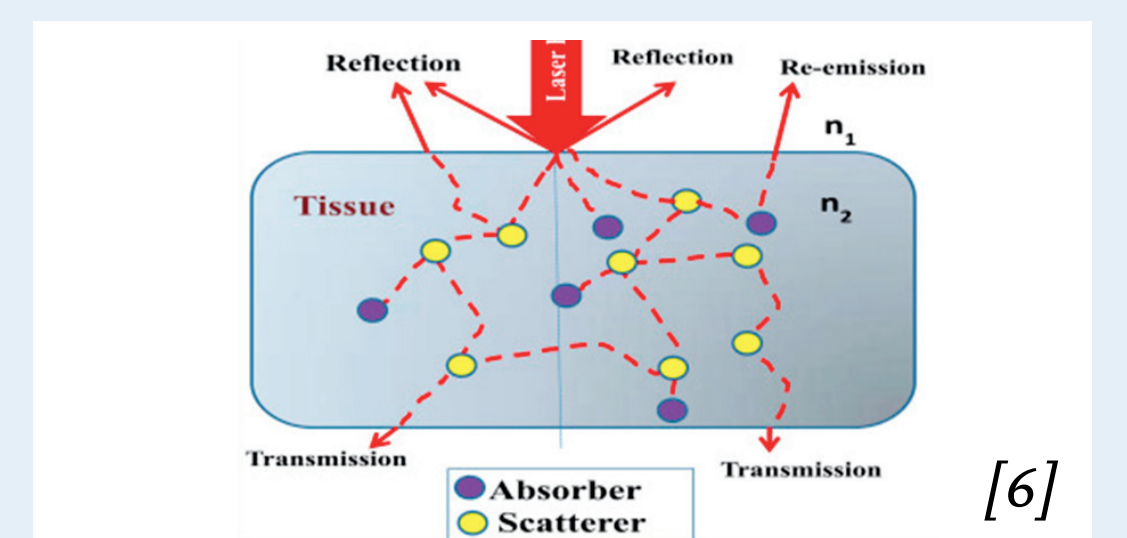 Reflection
Reflection
Re-emission
Laser
n1
Tissue
n2
Transmission
Transmission
Absorber
Scatterer
[6]